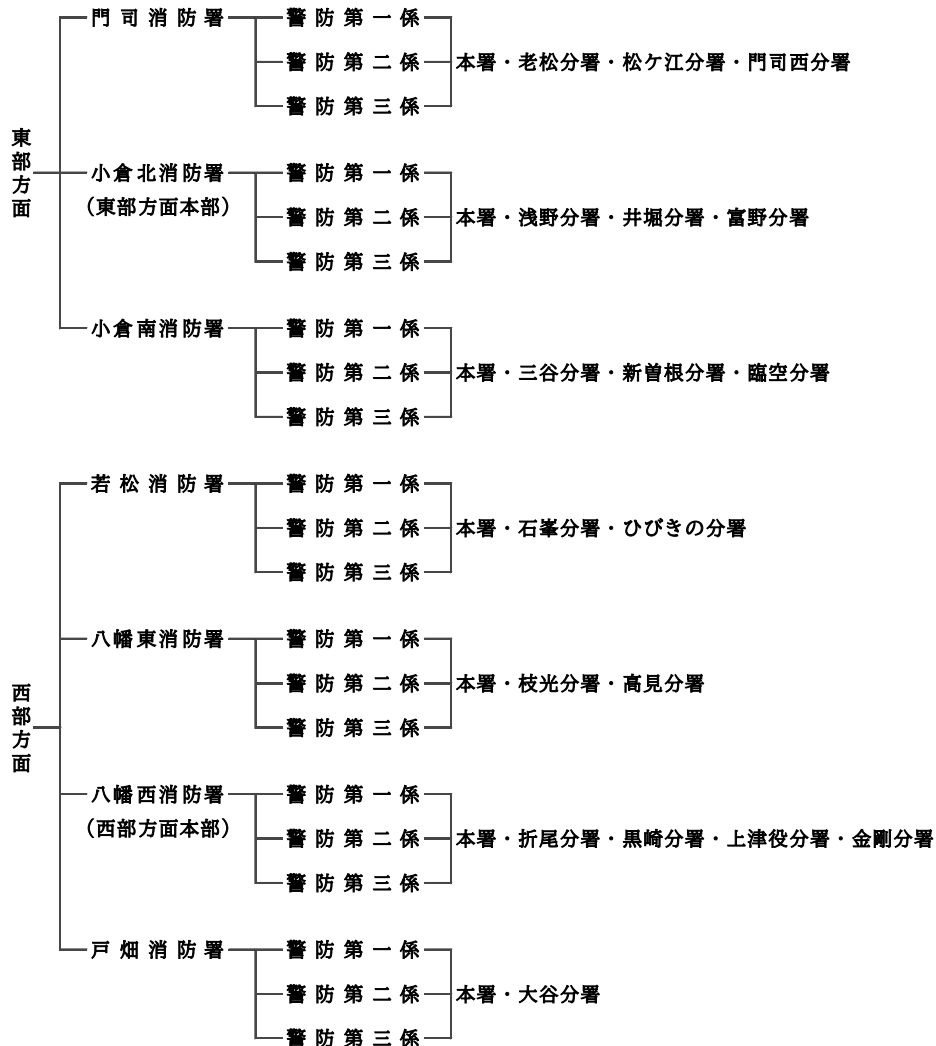 東部方面
門司消防署
警防第一係
警防第二係
警防第三係
本署・老松分署・松ケ江分署・門司西分署
小倉北消防署
（東部方面本部）
警防第一係
警防第二係
警防第三係
本署・浅野分署・井堀分署・富野分署
小倉南消防署
警防第一係
警防第二係
警防第三係
本署・三谷分署・新曽根分署・臨空分署
西部方面
若松消防署
警防第一係
警防第二係
警防第三係
本署・石峯分署・ひびきの分署
八幡東消防署
警防第一係
警防第二係
警防第三係
本署・枝光分署・高見分署
八幡西消防署
（西部方面本部）
警防第一係
警防第二係
警防第三係
本署・折尾分署・黒崎分署・上津役分署・金剛分署
戸畑消防署
警防第一係
警防第二係
警防第三係
本署・大谷分署